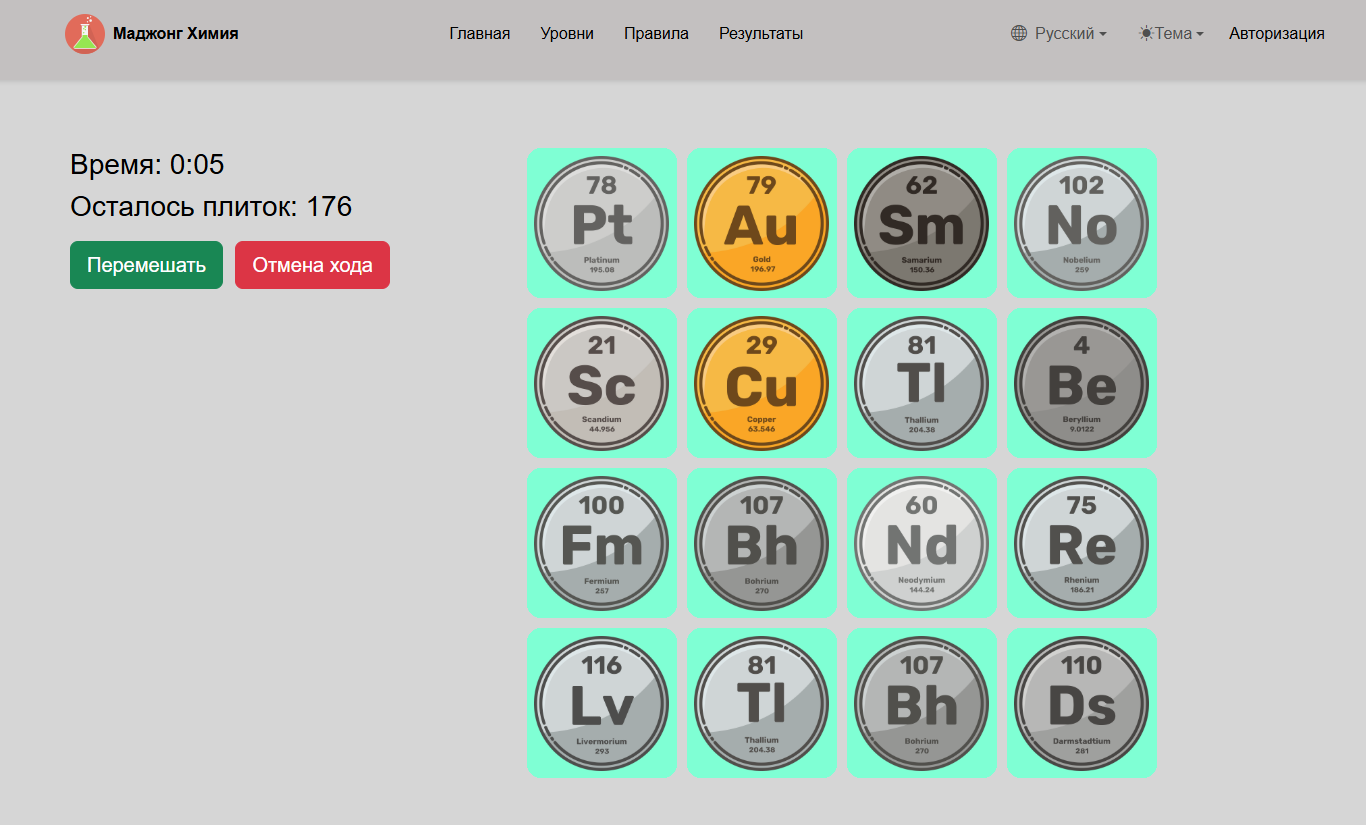 Маджонг Химия
Главная
Уровни
Правила
Результаты
Русский
Тема
Авторизация
Время: 0:05
Осталось плиток: 176
Перемешать
Отмена хода
78
Pt
Platinum
195.08
79
Au
Gold
196.97
62
Sm
Samarium
150.36
102
No
Nobelium
259
21
Sc
Scandium
44.956
29
Cu
Copper
63.546
81
Tl
Thallium
204.38
4
Be
Beryllium
9.0122
100
Fm
Fermium
257
107
Bh
Bohrium
270
60
Nd
Neodymium
144.24
75
Re
Rhenium
186.21
116
Lv
Livermorium
293
81
Tl
Thallium
204.38
107
Bh
Bohrium
270
110
Ds
Darmstadtium
281